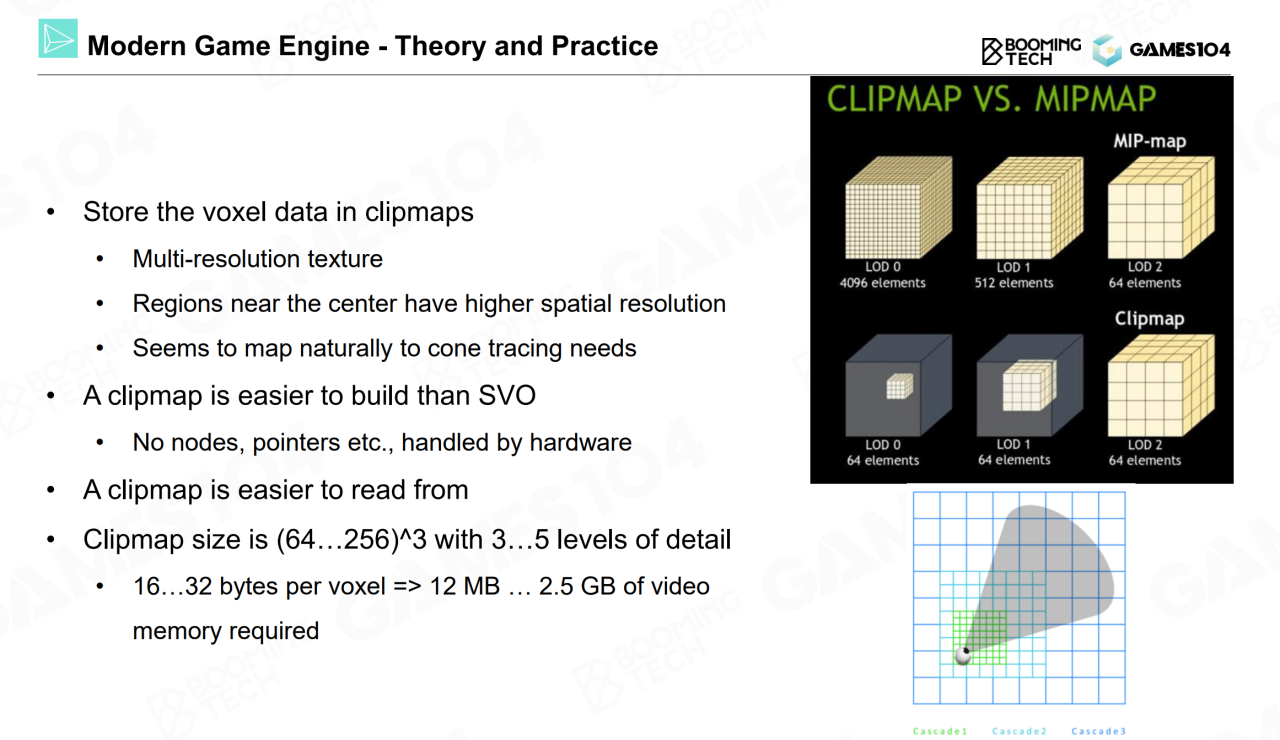 Modern Game Engine - Theory and Practice
BOOMING
TECH
GAMES104
• Store the voxel data in clipmaps
• Multi-resolution texture
• Regions near the center have higher spatial resolution
• Seems to map naturally to cone tracing needs
• A clipmap is easier to build than SVO
• No nodes, pointers etc., handled by hardware
• A clipmap is easier to read from
• Clipmap size is (64…256)^3 with 3…5 levels of detail
• 16…32 bytes per voxel => 12 MB … 2.5 GB of video
memory required
CLIPMAP VS. MIPMAP
MIP-map
LOD 0 LOD 1 LOD 2
4096 elements 512 elements 64 elements
Clipmap
LOD 0 LOD 1 LOD 2
64 elements 64 elements 64 elements
Cascade1 Cascade2 Cascade3